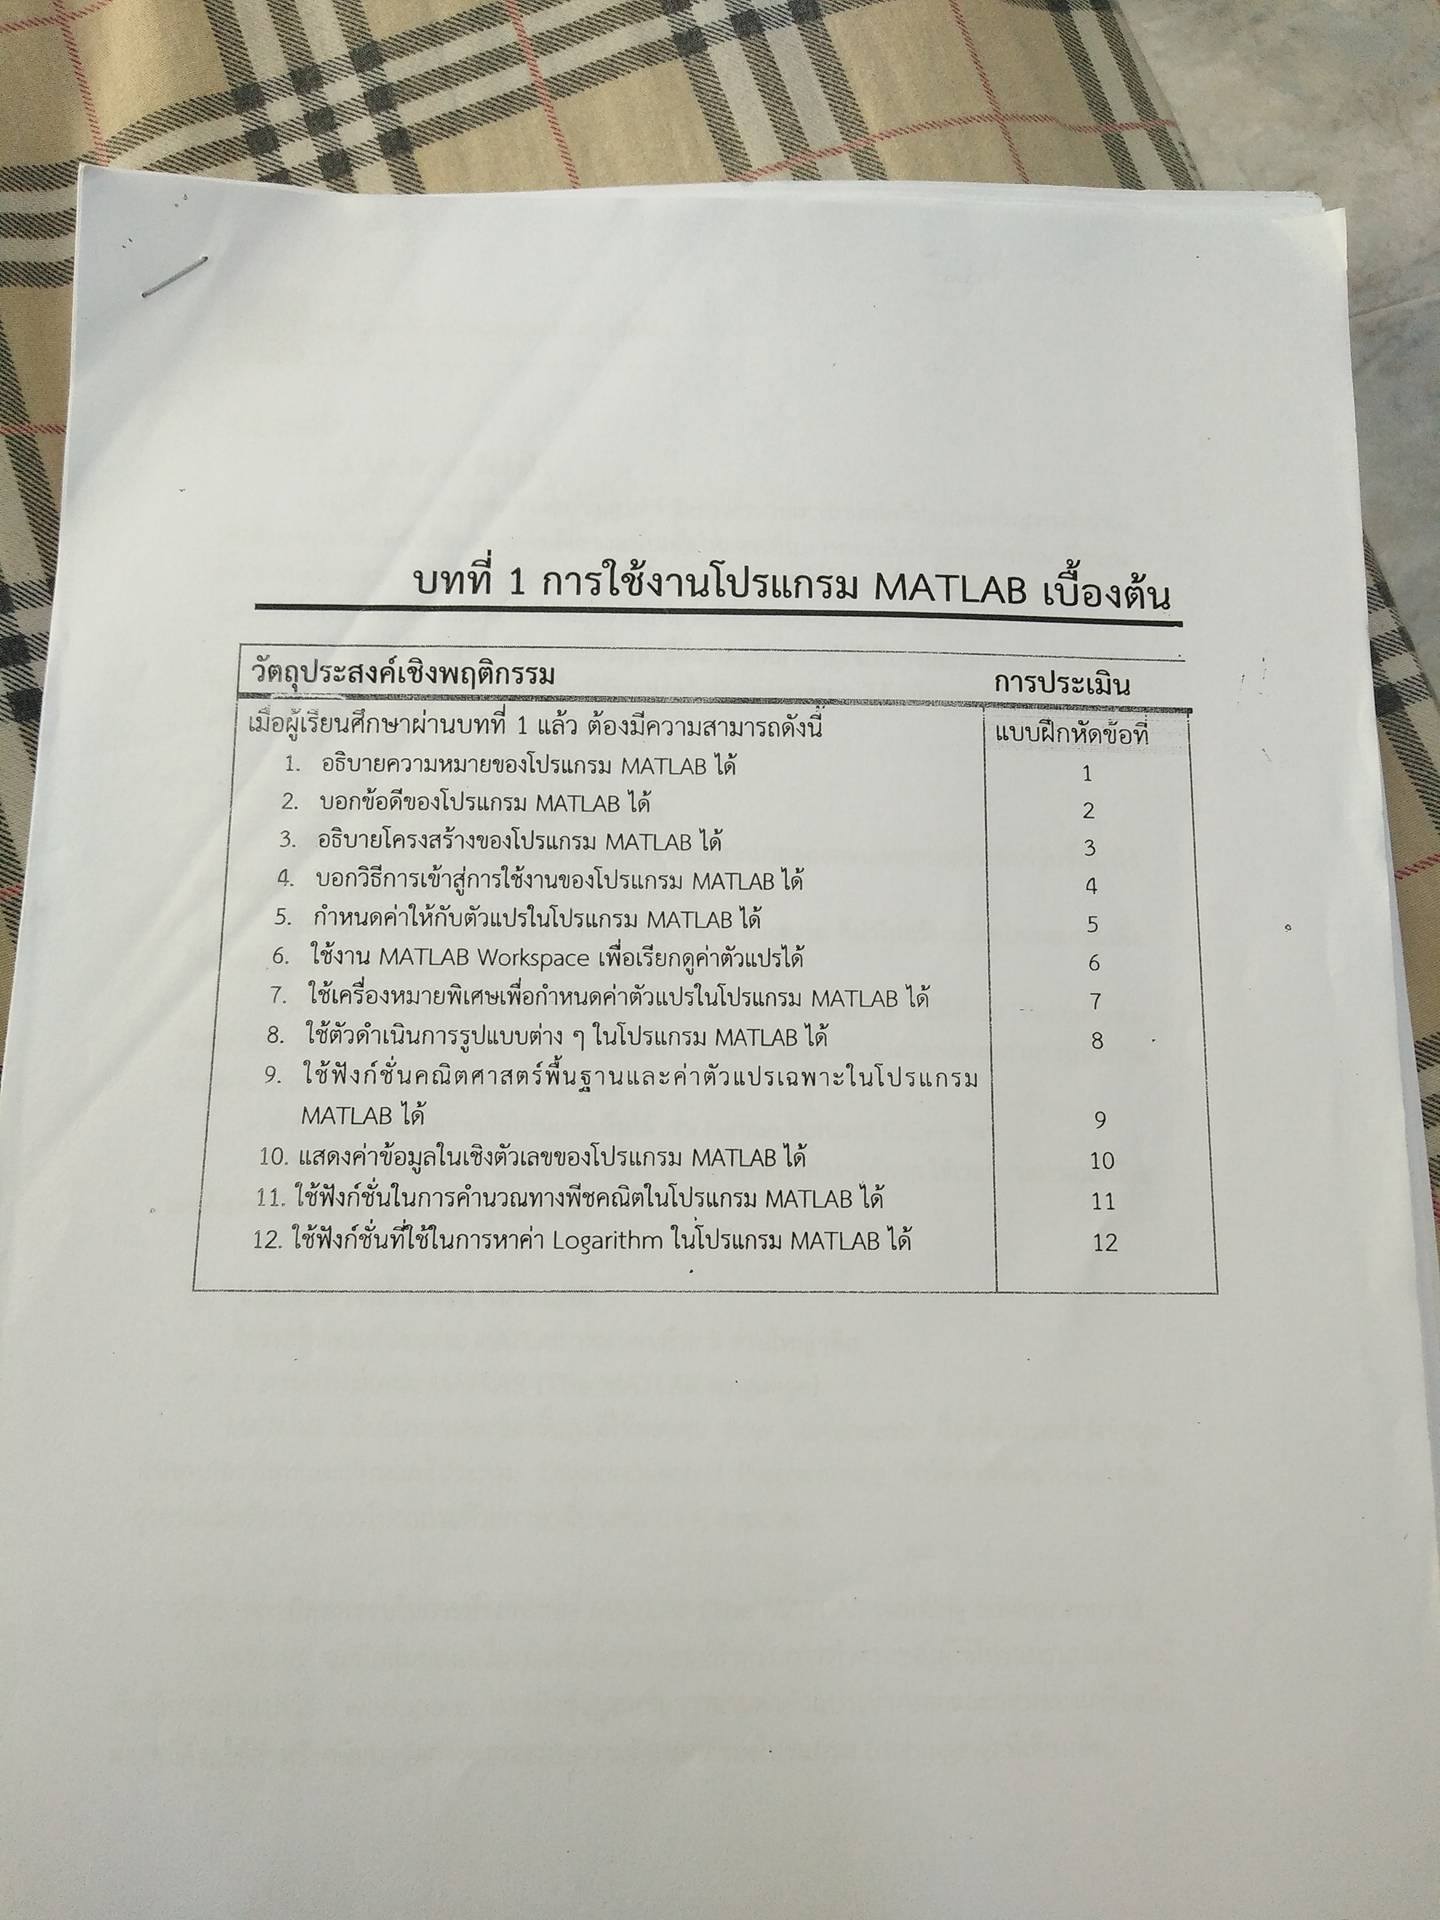 บทที่ 1 การใช้งานโปรแกรม MATLAB เบื้องต้น
วัตถุประสงค์เชิงพฤติกรรม การประเมิน
เมื่อผู้เรียนศึกษาผ่านบทที่ 1 แล้ว ต้องมีความสามารถดังนี้ แบบฝึกหัดข้อที่
1. อธิบายความหมายของโปรแกรม MATLAB ได้ 1
2. บอกข้อดีของโปรแกรม MATLAB ได้ 2
3. อธิบายโครงสร้างของโปรแกรม MATLAB ได้ 3
4. บอกวิธีการเข้าสู่การใช้งานของโปรแกรม MATLAB ได้ 4
5. กำหนดค่าให้กับตัวแปรในโปรแกรม MATLAB ได้ 5
6. ใช้งาน MATLAB Workspace เพื่อเรียกดูค่าตัวแปรได้ 6
7. ใช้เครื่องหมายพิเศษเพื่อกำหนดค่าตัวแปรในโปรแกรม MATLAB ได้ 7
8. ใช้ตัวดำเนินการรูปแบบต่าง ๆ ในโปรแกรม MATLAB ได้ 8
9. ใช้ฟังก์ชั่นคณิตศาสตร์พื้นฐานและค่าตัวแปรเฉพาะในโปรแกรม
MATLAB ได้ 9
10. แสดงค่าข้อมูลในเชิงตัวเลขของโปรแกรม MATLAB ได้ 10
11. ใช้ฟังก์ชั่นในการคำนวณทางพีชคณิตในโปรแกรม MATLAB ได้ 11
12. ใช้ฟังก์ชั่นที่ใช้ในการหาค่า Logarithm ในโปรแกรม MATLAB ได้ 12